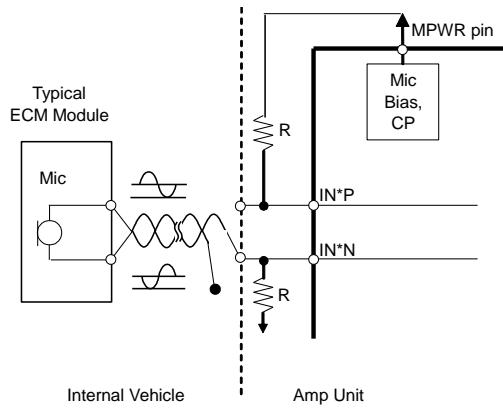 MPWR pin
Typical
ECM Module
Mic
Bias,
CP
R
Mic
IN*P
IN*N
R
Internal Vehicle
Amp Unit